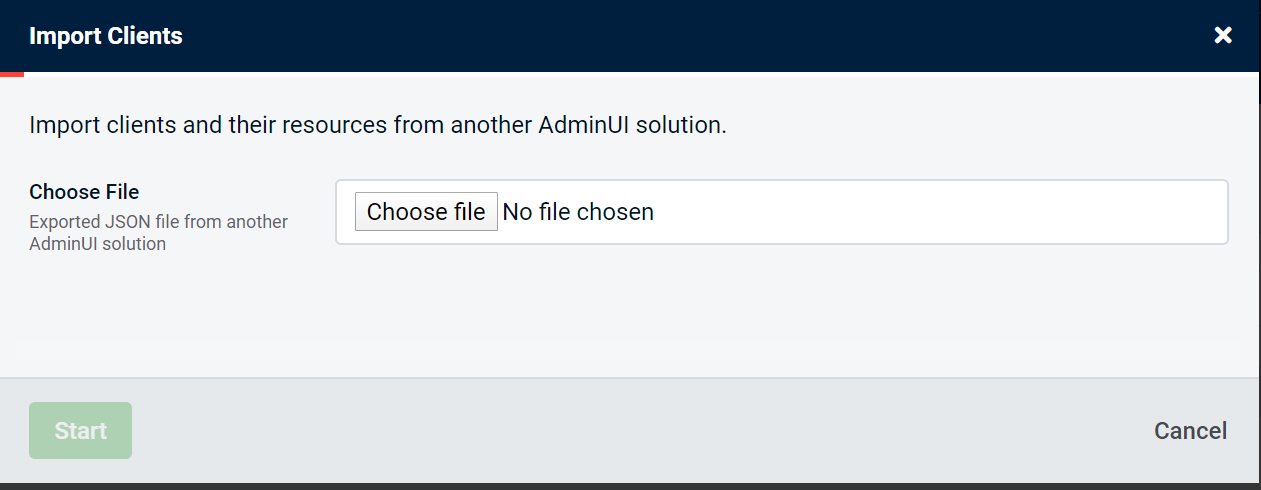 Import Clients
Import clients and their resources from another AdminUI solution.
Choose File
Exported JSON file from another
AdminUI solution
Choose file No file chosen
Start
Cancel